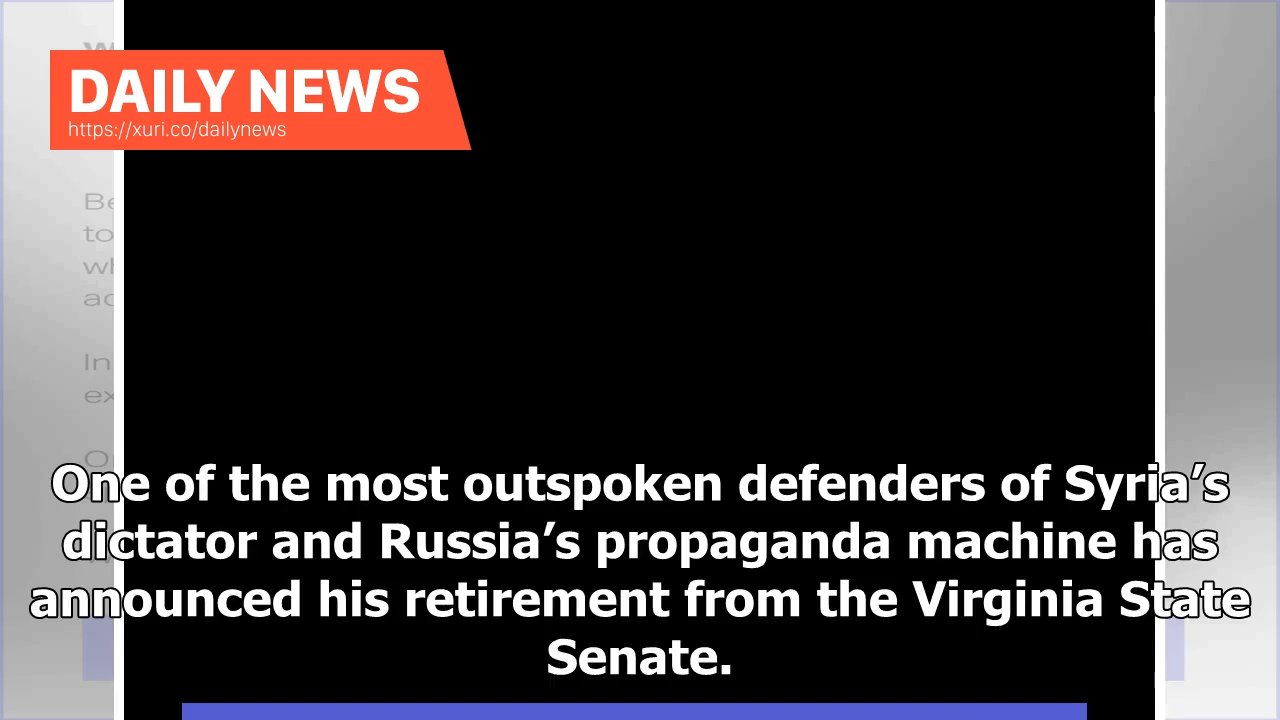 DAILY NEWS
https://xuri.co/dailynews
One of the most outspoken defenders of Syria’s
dictator and Russia’s propaganda machine has
announced his retirement from the Virginia State
Senate.